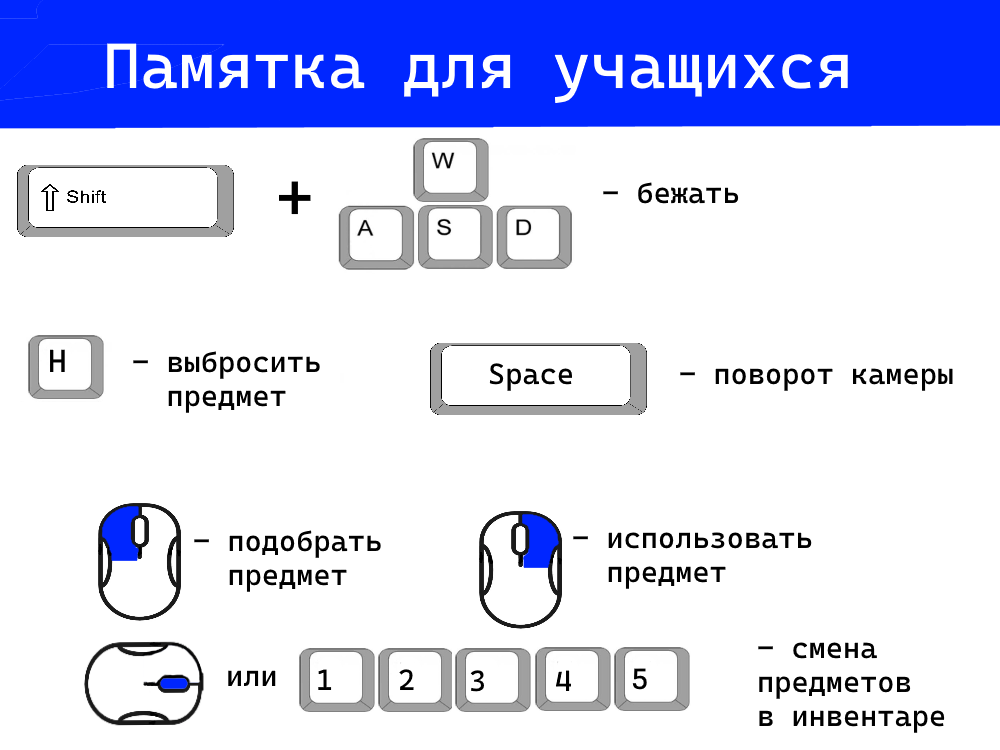 Памятка для учащихся
⇧ Shift + W
A S D
– бежать
H – выбросить
предмет
Space – поворот камеры
– подобрать
предмет
– использовать
предмет
или 1 2 3 4 5
– смена
предметов
в инвентаре